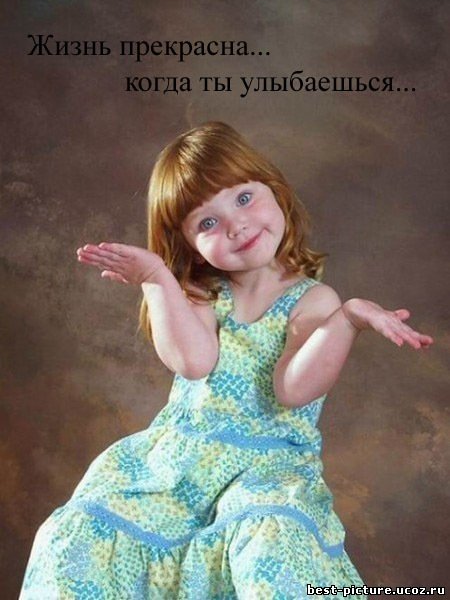 Жизнь прекрасна...
когда ты улыбаешься...
best-picture.ucoz.ru